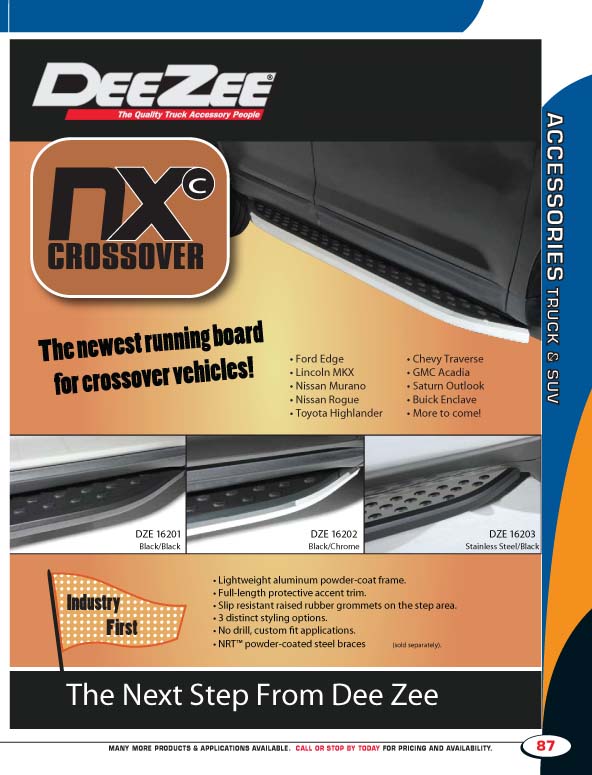 DEEZEE®
The Quality Truck Accessory People
nXC
CROSSOVER
The newest running board
for crossover vehicles!
• Ford Edge
• Lincoln MKX
• Nissan Murano
• Nissan Rogue
• Toyota Highlander
• Chevy Traverse
• GMC Acadia
• Saturn Outlook
• Buick Enclave
• More to come!
DZE 16201
Black/Black
DZE 16202
Black/Chrome
DZE 16203
Stainless Steel/Black
Industry
First
• Lightweight aluminum powder-coat frame.
• Full-length protective accent trim.
• Slip resistant raised rubber grommets on the step area.
• 3 distinct styling options.
• No drill, custom fit applications.
• NRT™ powder-coated steel braces (sold separately).
The Next Step From Dee Zee
ACCESSORIES TRUCK & SUV
MANY MORE PRODUCTS & APPLICATIONS AVAILABLE. CALL OR STOP BY TODAY FOR PRICING AND AVAILABILITY.
87